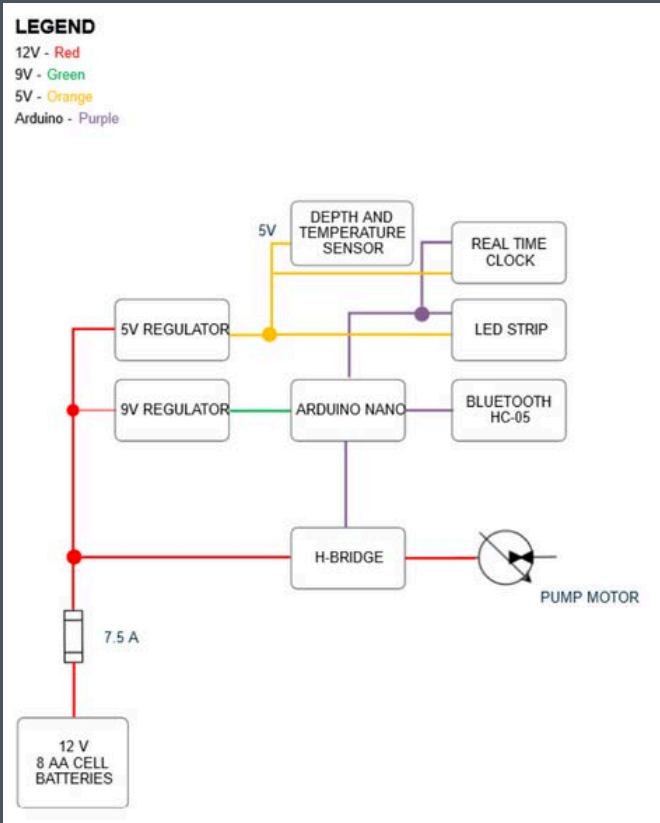 LEGEND
12V - Red
9V - Green
5V - Orange
Arduino - Purple
5V
DEPTH AND
TEMPERATURE
SENSOR
REAL TIME
CLOCK
5V REGULATOR
LED STRIP
9V REGULATOR
ARDUINO NANO
BLUETOOTH
HC-05
H-BRIDGE
PUMP MOTOR
7.5 A
12 V
8 AA CELL
BATTERIES